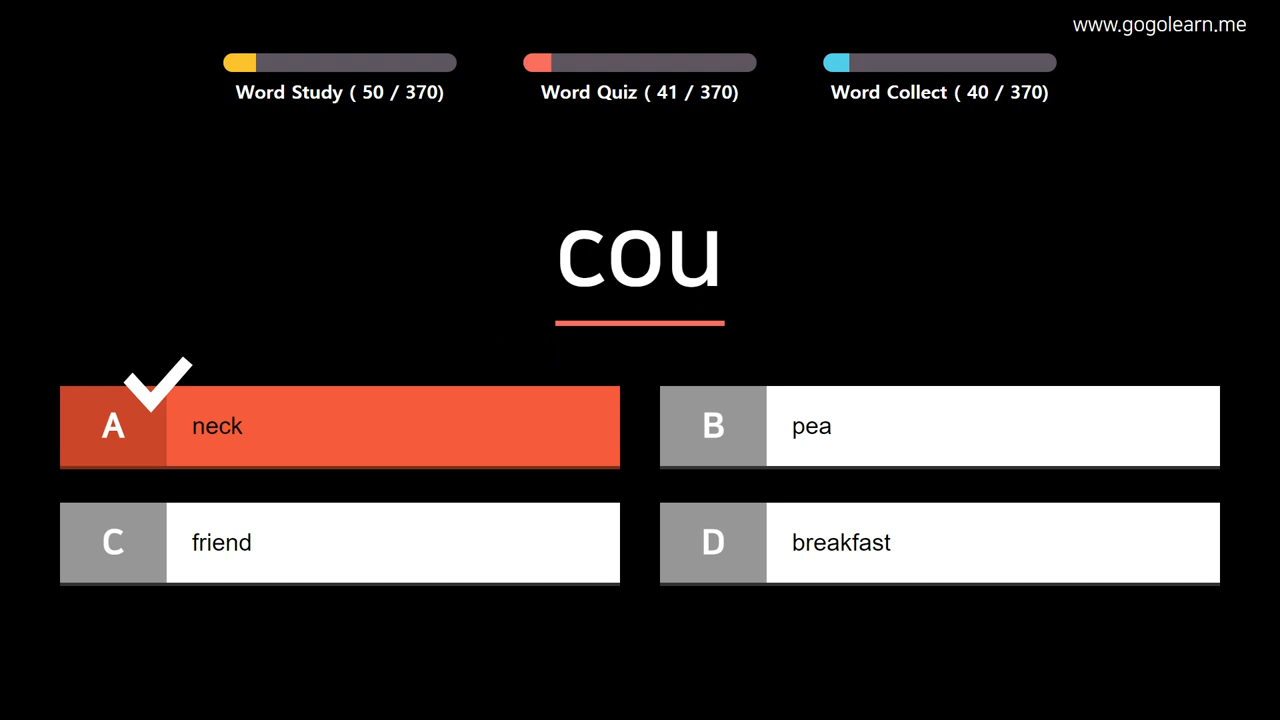 www.gogolearn.me
Word Study ( 50 / 370)
Word Quiz ( 41 / 370)
Word Collect ( 40 / 370)
cou
A neck
B pea
C friend
D breakfast